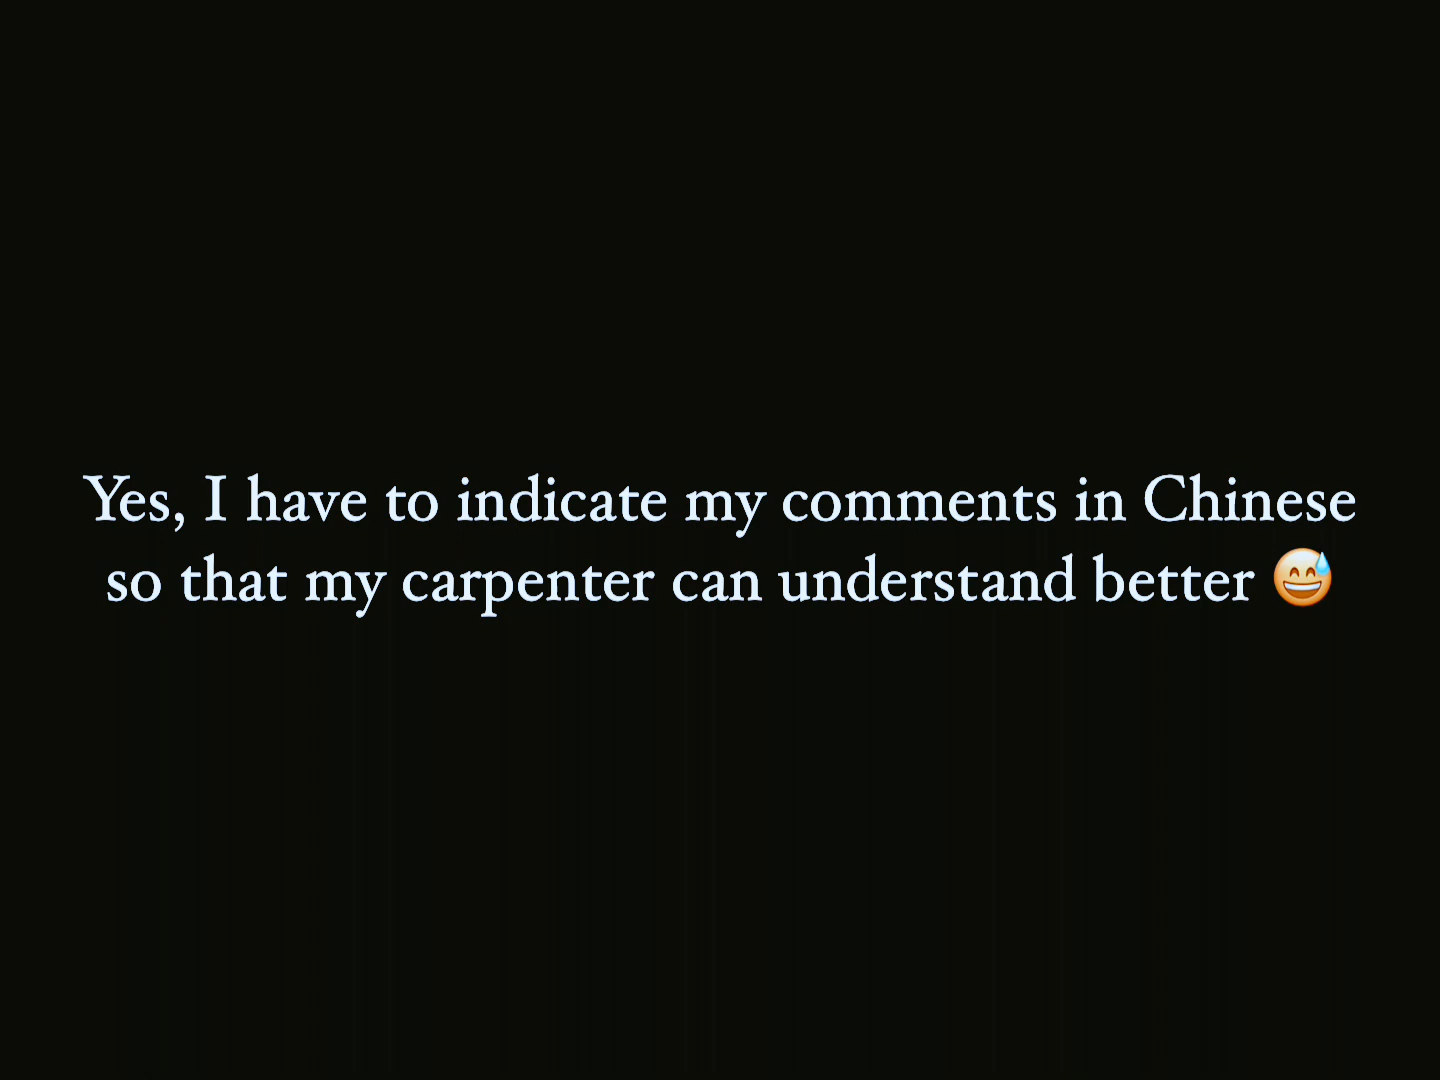 Yes, I have to indicate my comments in Chinese
so that my carpenter can understand better 😅